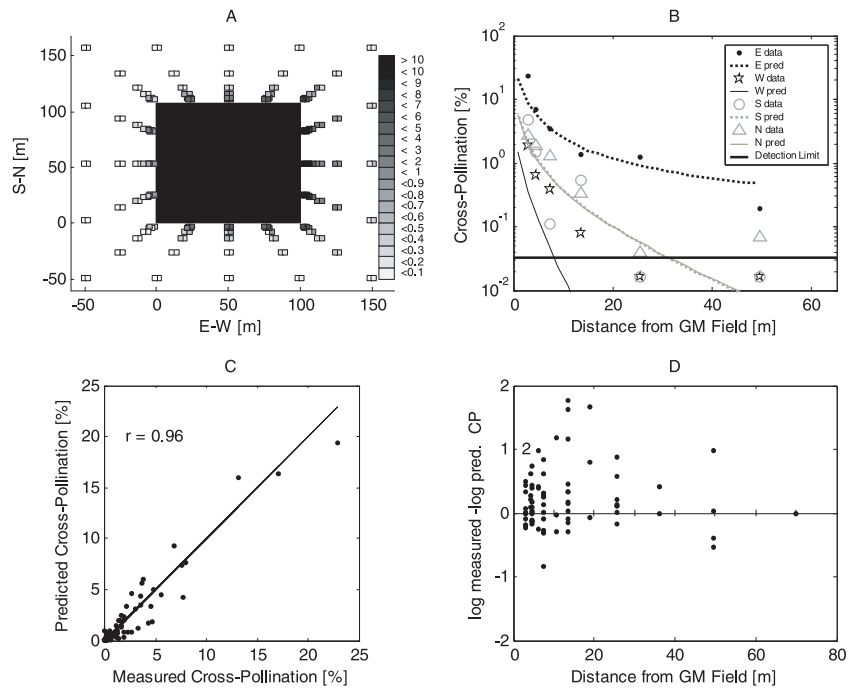 A
S-N [m]
150
100
50
0
-50
-50
0
50
100
150
E-W [m]
> 10
< 10
< 9
< 8
< 7
< 6
< 5
< 4
< 3
< 2
< 1
<0.9
<0.8
<0.7
<0.6
<0.5
<0.4
<0.3
<0.2
<0.1
B
Cross-Pollination [%]
10^2
10^1
10^0
10^-1
10^-2
0
20
40
60
Distance from GM Field [m]
E data
E pred
W data
W pred
S data
S pred
N data
N pred
Detection Limit
C
r = 0.96
Predicted Cross-Pollination [%]
25
20
15
10
5
0
0
5
10
15
20
25
Measured Cross-Pollination [%]
D
2
log measured -log pred. CP
2
1
0
-1
-2
0
20
40
60
80
Distance from GM Field [m]